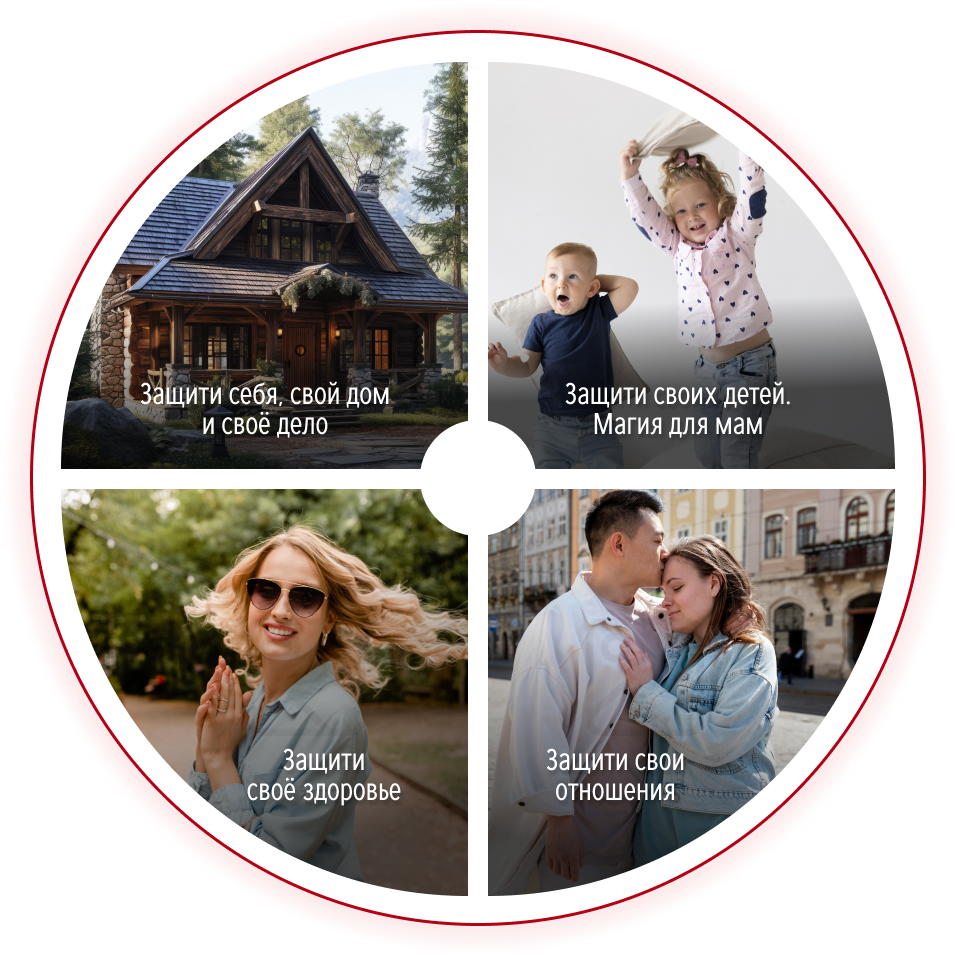 Защити себя, свой дом
и своё дело
Защити своих детей.
Магия для мам
Защити
своё здоровье
Защити свои
отношения